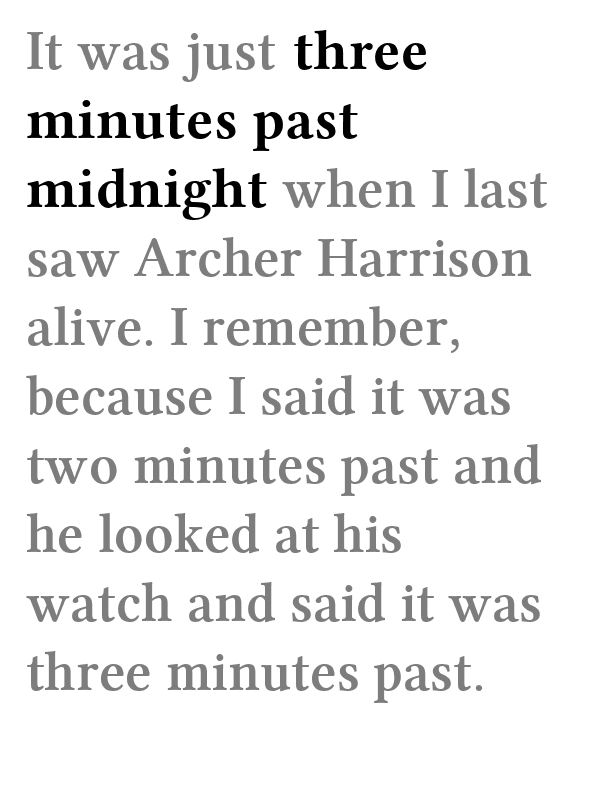 It was just three
minutes past
midnight when I last
saw Archer Harrison
alive. I remember,
because I said it was
two minutes past and
he looked at his
watch and said it was
three minutes past.